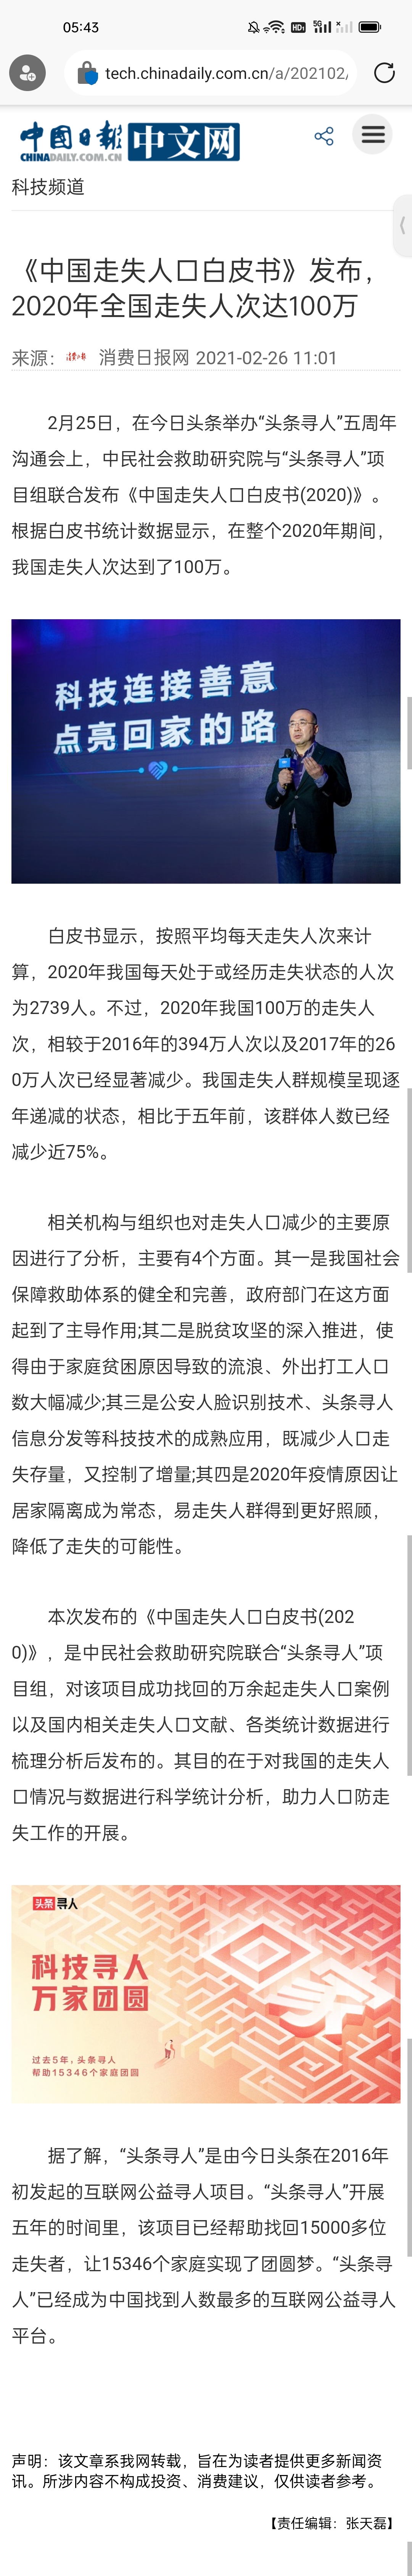 05:43
tech.chinadaily.com.cn/a/202102,
中国日报 中文网
CHINADAILY.COM.CN
科技频道
《中国走失人口白皮书》发布，
2020年全国走失人次达100万
来源： 消费日报网 2021-02-26 11:01
2月25日，在今日头条举办“头条寻人”五周年
沟通会上，中民社会救助研究院与“头条寻人”项
目组联合发布《中国走失人口白皮书(2020)》。
根据白皮书统计数据显示，在整个2020年期间，
我国走失人次达到了100万。
科技连接善意
点亮回家的路
白皮书显示，按照平均每天走失人次来计
算，2020年我国每天处于或经历走失状态的人次
为2739人。不过，2020年我国100万的走失人
次，相较于2016年的394万人次以及2017年的26
0万人次已经显著减少。我国走失人群规模呈现逐
年递减的状态，相比于五年前，该群体人数已经
减少近75%。
相关机构与组织也对走失人口减少的主要原
因进行了分析，主要有4个方面。其一是我国社会
保障救助体系的健全和完善，政府部门在这方面
起到了主导作用;其二是脱贫攻坚的深入推进，使
得由于家庭贫困原因导致的流浪、外出打工人口
数大幅减少;其三是公安人脸识别技术、头条寻人
信息分发等科技技术的成熟应用，既减少人口走
失存量，又控制了增量;其四是2020年疫情原因让
居家隔离成为常态，易走失人群得到更好照顾，
降低了走失的可能性。
本次发布的《中国走失人口白皮书(202
0)》，是中民社会救助研究院联合“头条寻人”项
目组，对该项目成功找回的万余起走失人口案例
以及国内相关走失人口文献、各类统计数据进行
梳理分析后发布的。其目的在于对我国的走失人
口情况与数据进行科学统计分析，助力人口防走
失工作的开展。
头条寻人
科技寻人
万家团圆
过去5年，头条寻人
帮助15346个家庭团圆
据了解，“头条寻人”是由今日头条在2016年
初发起的互联网公益寻人项目。“头条寻人”开展
五年的时间里，该项目已经帮助找回15000多位
走失者，让15346个家庭实现了团圆梦。“头条寻
人”已经成为中国找到人数最多的互联网公益寻人
平台。
声明：该文章系我网转载，旨在为读者提供更多新闻资
讯。所涉内容不构成投资、消费建议，仅供读者参考。
【责任编辑：张天磊】